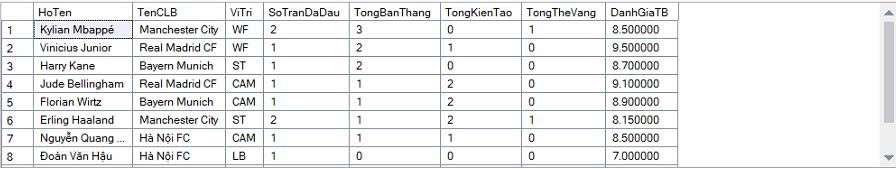 HoTen TenCLB ViTri SoTranDaDau TongBanThang TongKienTao TongTheVang DanhGiaTB
1 Kylian Mbappé Manchester City WF 2 3 0 1 8.500000
2 Vinicius Junior Real Madrid CF WF 1 2 1 0 9.500000
3 Harry Kane Bayern Munich ST 1 2 0 0 8.700000
4 Jude Bellingham Real Madrid CF CAM 1 1 2 0 9.100000
5 Florian Wirtz Bayern Munich CAM 1 1 2 0 8.900000
6 Erling Haaland Manchester City ST 2 1 2 1 8.150000
7 Nguyễn Quang ... Hà Nội FC CAM 1 1 1 0 8.500000
8 Đoàn Văn Hậu Hà Nội FC LB 1 0 0 0 7.000000